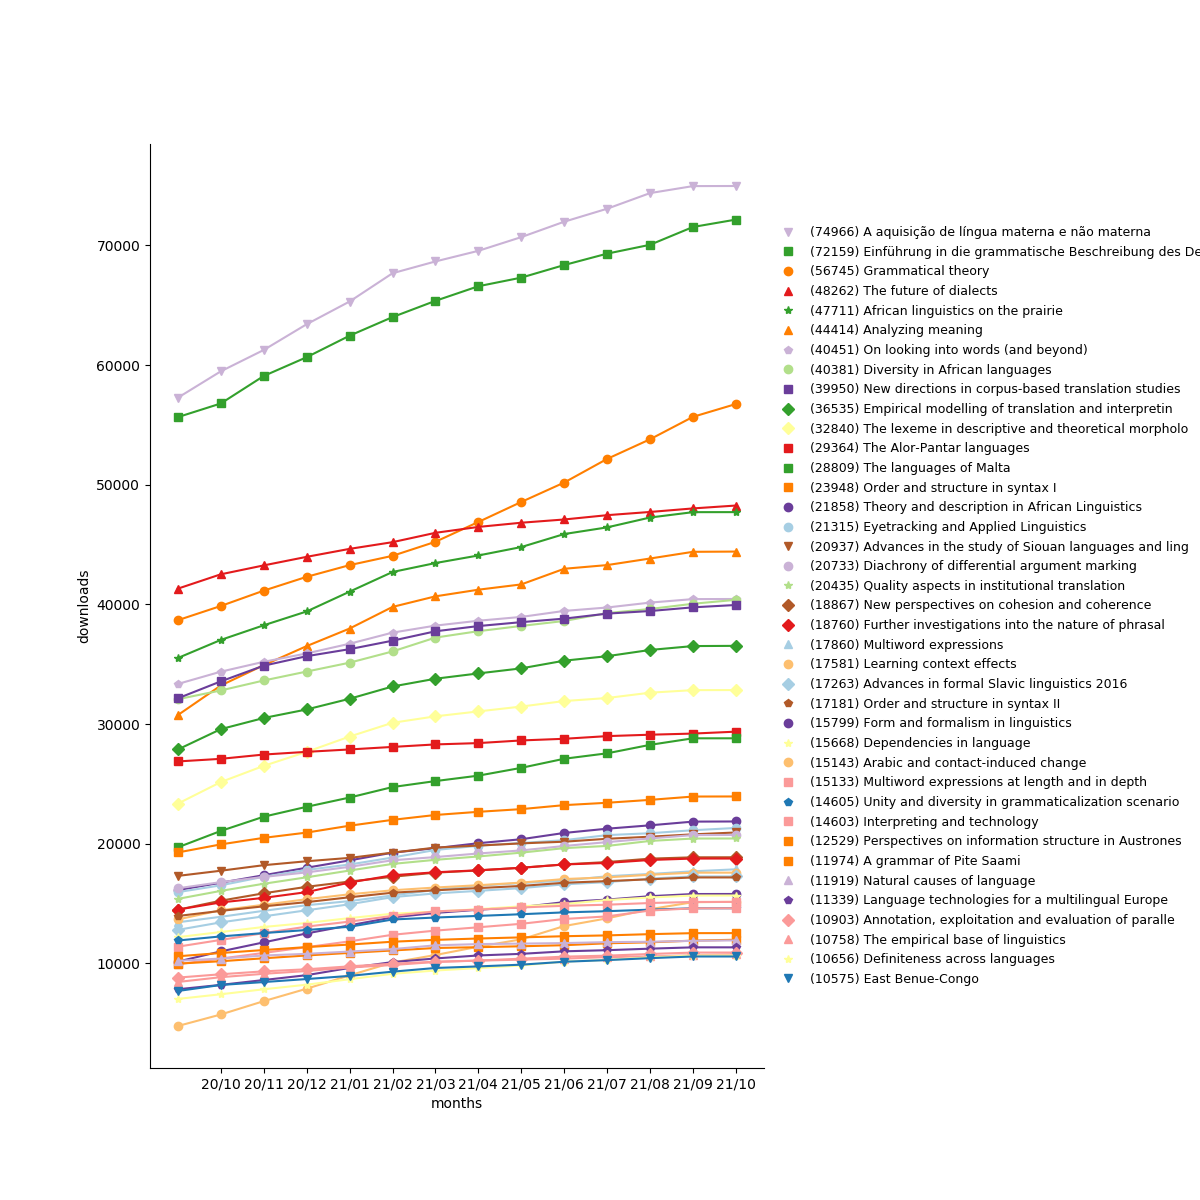 70000
60000
50000
40000
30000
20000
10000
downloads
20/10 20/11 20/12 21/01 21/02 21/03 21/04 21/05 21/06 21/07 21/08 21/09 21/10
months
(74966) A aquisição de língua materna e não materna
(72159) Einführung in die grammatische Beschreibung des De
(56745) Grammatical theory
(48262) The future of dialects
(47711) African linguistics on the prairie
(44414) Analyzing meaning
(40451) On looking into words (and beyond)
(40381) Diversity in African languages
(39950) New directions in corpus-based translation studies
(36535) Empirical modelling of translation and interpretin
(32840) The lexeme in descriptive and theoretical morpholo
(29364) The Alor-Pantar languages
(28809) The languages of Malta
(23948) Order and structure in syntax I
(21858) Theory and description in African Linguistics
(21315) Eyetracking and Applied Linguistics
(20937) Advances in the study of Siouan languages and ling
(20733) Diachrony of differential argument marking
(20435) Quality aspects in institutional translation
(18867) New perspectives on cohesion and coherence
(18760) Further investigations into the nature of phrasal
(17860) Multiword expressions
(17581) Learning context effects
(17263) Advances in formal Slavic linguistics 2016
(17181) Order and structure in syntax II
(15799) Form and formalism in linguistics
(15668) Dependencies in language
(15143) Arabic and contact-induced change
(15133) Multiword expressions at length and in depth
(14605) Unity and diversity in grammaticalization scenario
(14603) Interpreting and technology
(12529) Perspectives on information structure in Austrones
(11974) A grammar of Pite Saami
(11919) Natural causes of language
(11339) Language technologies for a multilingual Europe
(10903) Annotation, exploitation and evaluation of paralle
(10758) The empirical base of linguistics
(10656) Definiteness across languages
(10575) East Benue-Congo